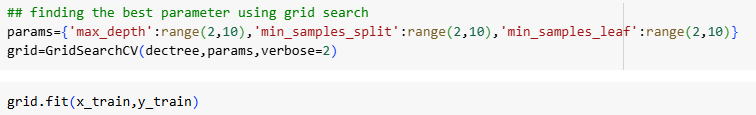 ## finding the best parameter using grid search
params={'max_depth':range(2,10),'min_samples_split':range(2,10),'min_samples_leaf':range(2,10)}
grid=GridSearchCV(dectree,params,verbose=2)
grid.fit(x_train,y_train)